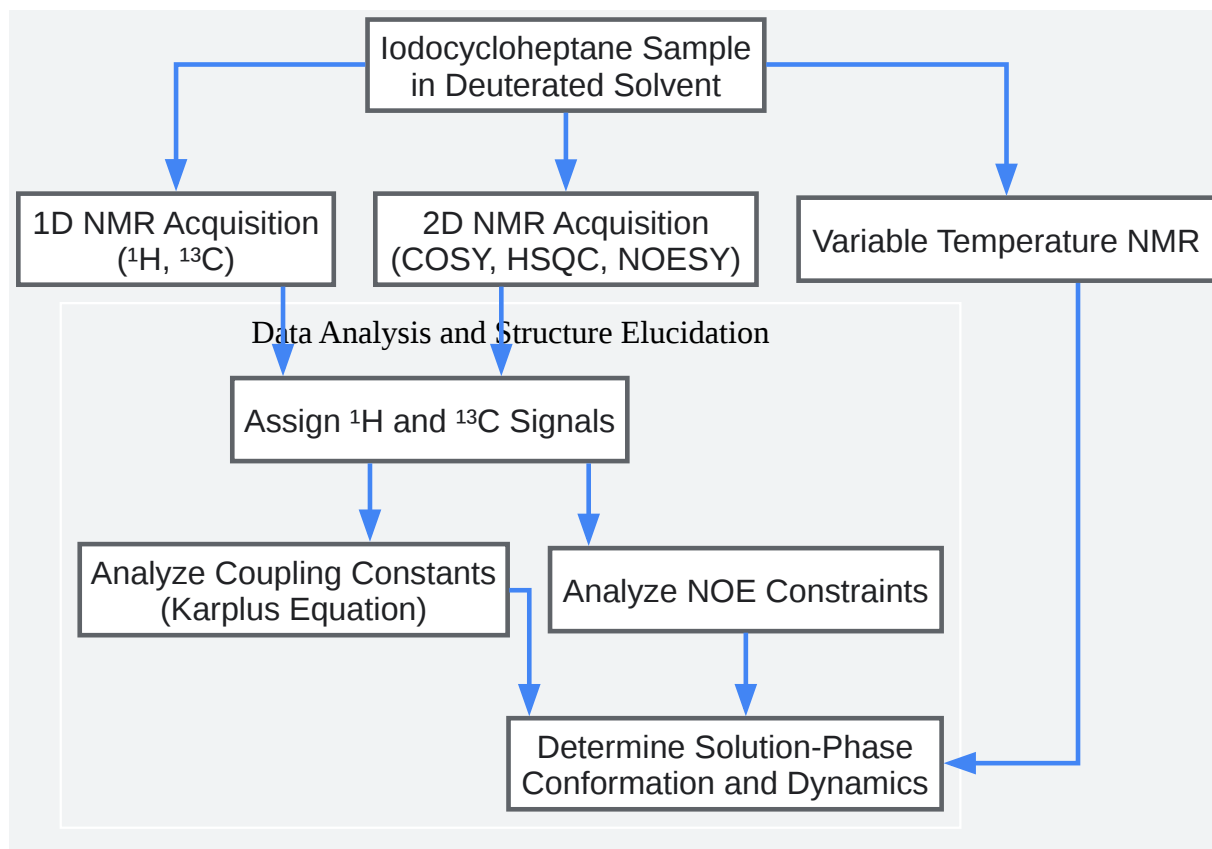 Iodocycloheptane Sample
in Deuterated Solvent
1D NMR Acquisition
(¹H, ¹³C)
2D NMR Acquisition
(COSY, HSQC, NOESY)
Variable Temperature NMR
Data Analysis and Structure Elucidation
Assign ¹H and ¹³C Signals
Analyze Coupling Constants
(Karplus Equation)
Analyze NOE Constraints
Determine Solution-Phase
Conformation and Dynamics